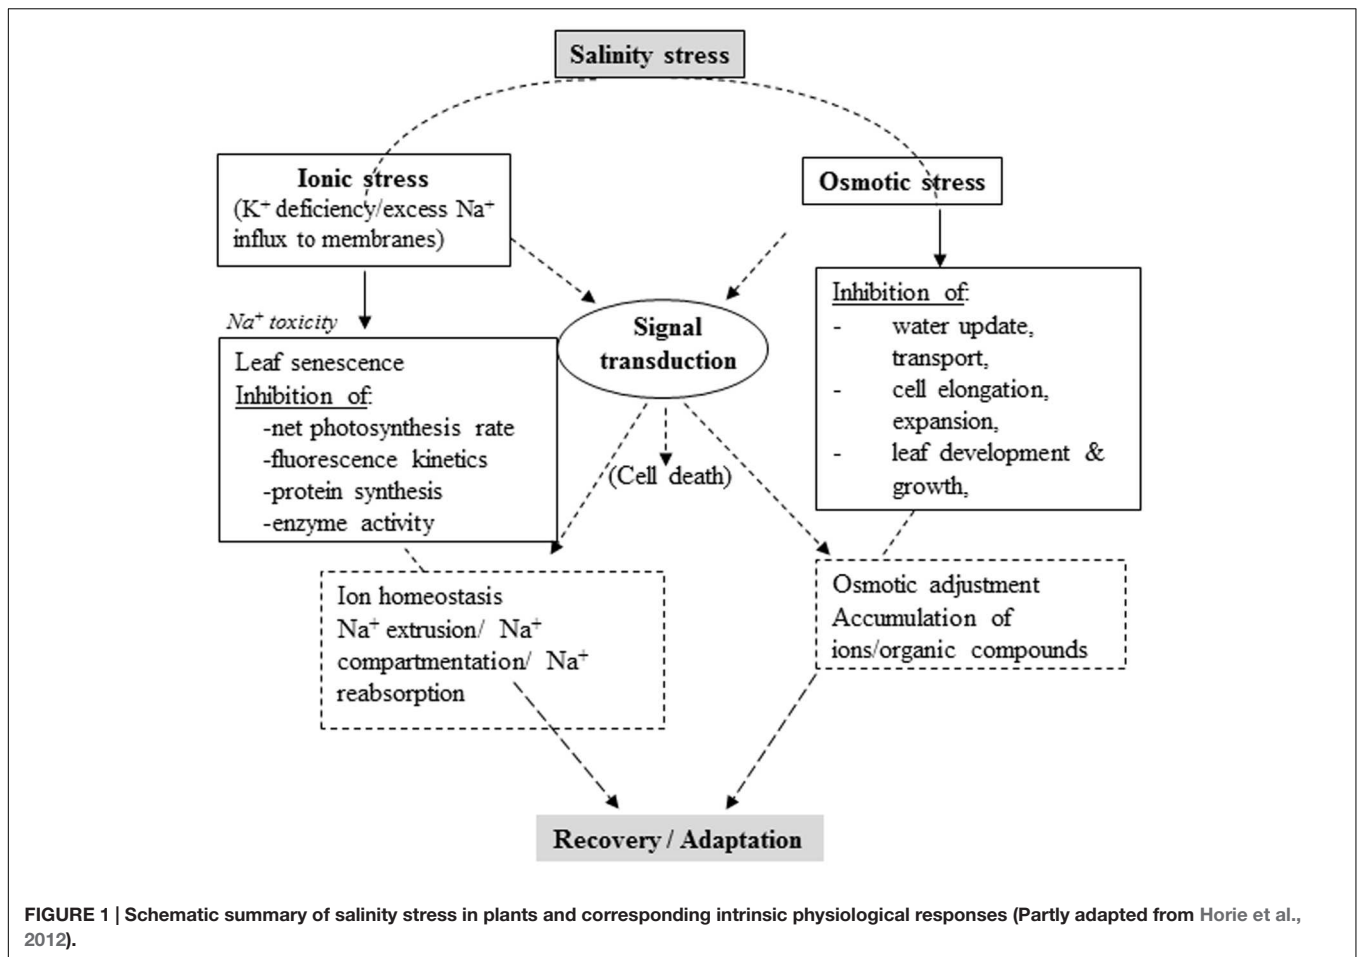 Salinity stress
Ionic stress
(K⁺ deficiency/excess Na⁺
influx to membranes)
Osmotic stress
Na⁺ toxicity
Leaf senescence
Inhibition of:
-net photosynthesis rate
-fluorescence kinetics
-protein synthesis
-enzyme activity
Signal
transduction
(Cell death)
Inhibition of:
- water update,
transport,
- cell elongation,
expansion,
- leaf development &
growth,
Ion homeostasis
Na⁺ extrusion/ Na⁺
compartmentation/ Na⁺
reabsorption
Osmotic adjustment
Accumulation of
ions/organic compounds
Recovery / Adaptation
FIGURE 1 | Schematic summary of salinity stress in plants and corresponding intrinsic physiological responses (Partly adapted from Horie et al.,
2012).